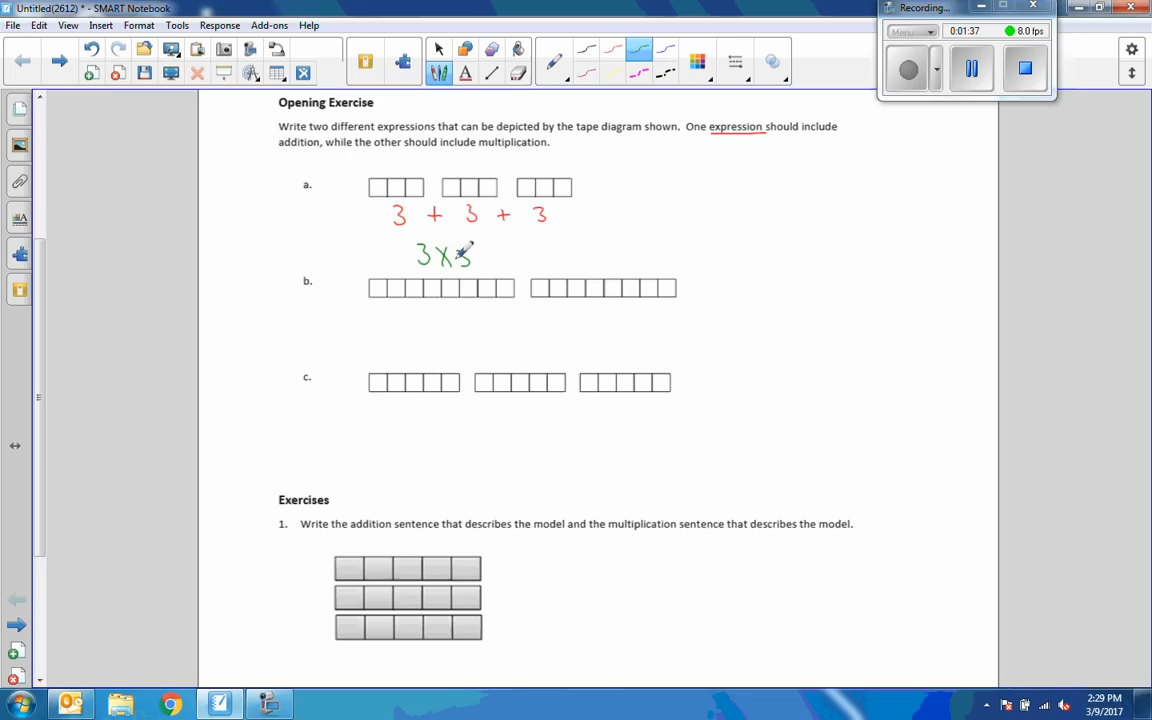 Untitled(2612) * - SMART Notebook
Recording...
File Edit View Insert Format Tools Response Add-ons Help
Menu 00:01:37 8.0 fps
Opening Exercise
Write two different expressions that can be depicted by the tape diagram shown. One expression should include
addition, while the other should include multiplication.
a.
3 + 3 + 3
3 X 3
b.
c.
Exercises
1. Write the addition sentence that describes the model and the multiplication sentence that describes the model.
2:29 PM
3/9/2017